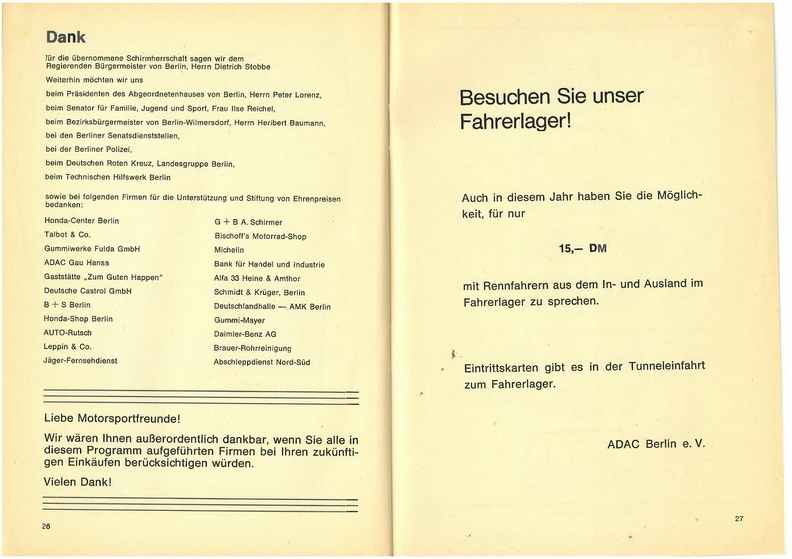 Dank
für die übernommene Schirmherrschaft sagen wir dem
Regierenden Bürgermeister von Berlin, Herrn Dietrich Stobbe
Weiterhin möchten wir uns
beim Präsidenten des Abgeordnetenhauses von Berlin, Herrn Peter Lorenz,
beim Senator für Familie, Jugend und Sport, Frau Ilse Reichel,
beim Bezirksbürgermeister von Berlin-Wilmersdorf, Herrn Heribert Baumann,
bei den Berliner Senatsdienststellen,
bei der Berliner Polizei,
beim Deutschen Roten Kreuz, Landesgruppe Berlin,
beim Technischen Hilfswerk Berlin
sowie bei folgenden Firmen für die Unterstützung und Stiftung von Ehrenpreisen
bedanken:
Honda-Center Berlin
Talbot & Co.
Gummiwerke Fulda GmbH
ADAC Gau Hansa
Gaststätte „Zum Guten Happen"
Deutsche Castrol GmbH
B + S Berlin
Honda-Shop Berlin
AUTO-Rutsch
Leppin & Co.
Jäger-Fernsehdienst
G + B A. Schirmer
Bischoff's Motorrad-Shop
Michelin
Bank für Handel und Industrie
Alfa 33 Heine & Amthor
Schmidt & Krüger, Berlin
Deutschlandhalle — AMK Berlin
Gummi-Mayer
Daimler-Benz AG
Brauer-Rohrreinigung
Abschleppdienst Nord-Süd
Liebe Motorsportfreunde!
Wir wären Ihnen außerordentlich dankbar, wenn Sie alle in
diesem Programm aufgeführten Firmen bei Ihren zukünfti-
gen Einkäufen berücksichtigen würden.
Vielen Dank!
26
Besuchen Sie unser
Fahrerlager!
Auch in diesem Jahr haben Sie die Möglich-
keit, für nur
15,— DM
mit Rennfahrern aus dem In- und Ausland im
Fahrerlager zu sprechen.
Eintrittskarten gibt es in der Tunneleinfahrt
zum Fahrerlager.
ADAC Berlin e. V.
27